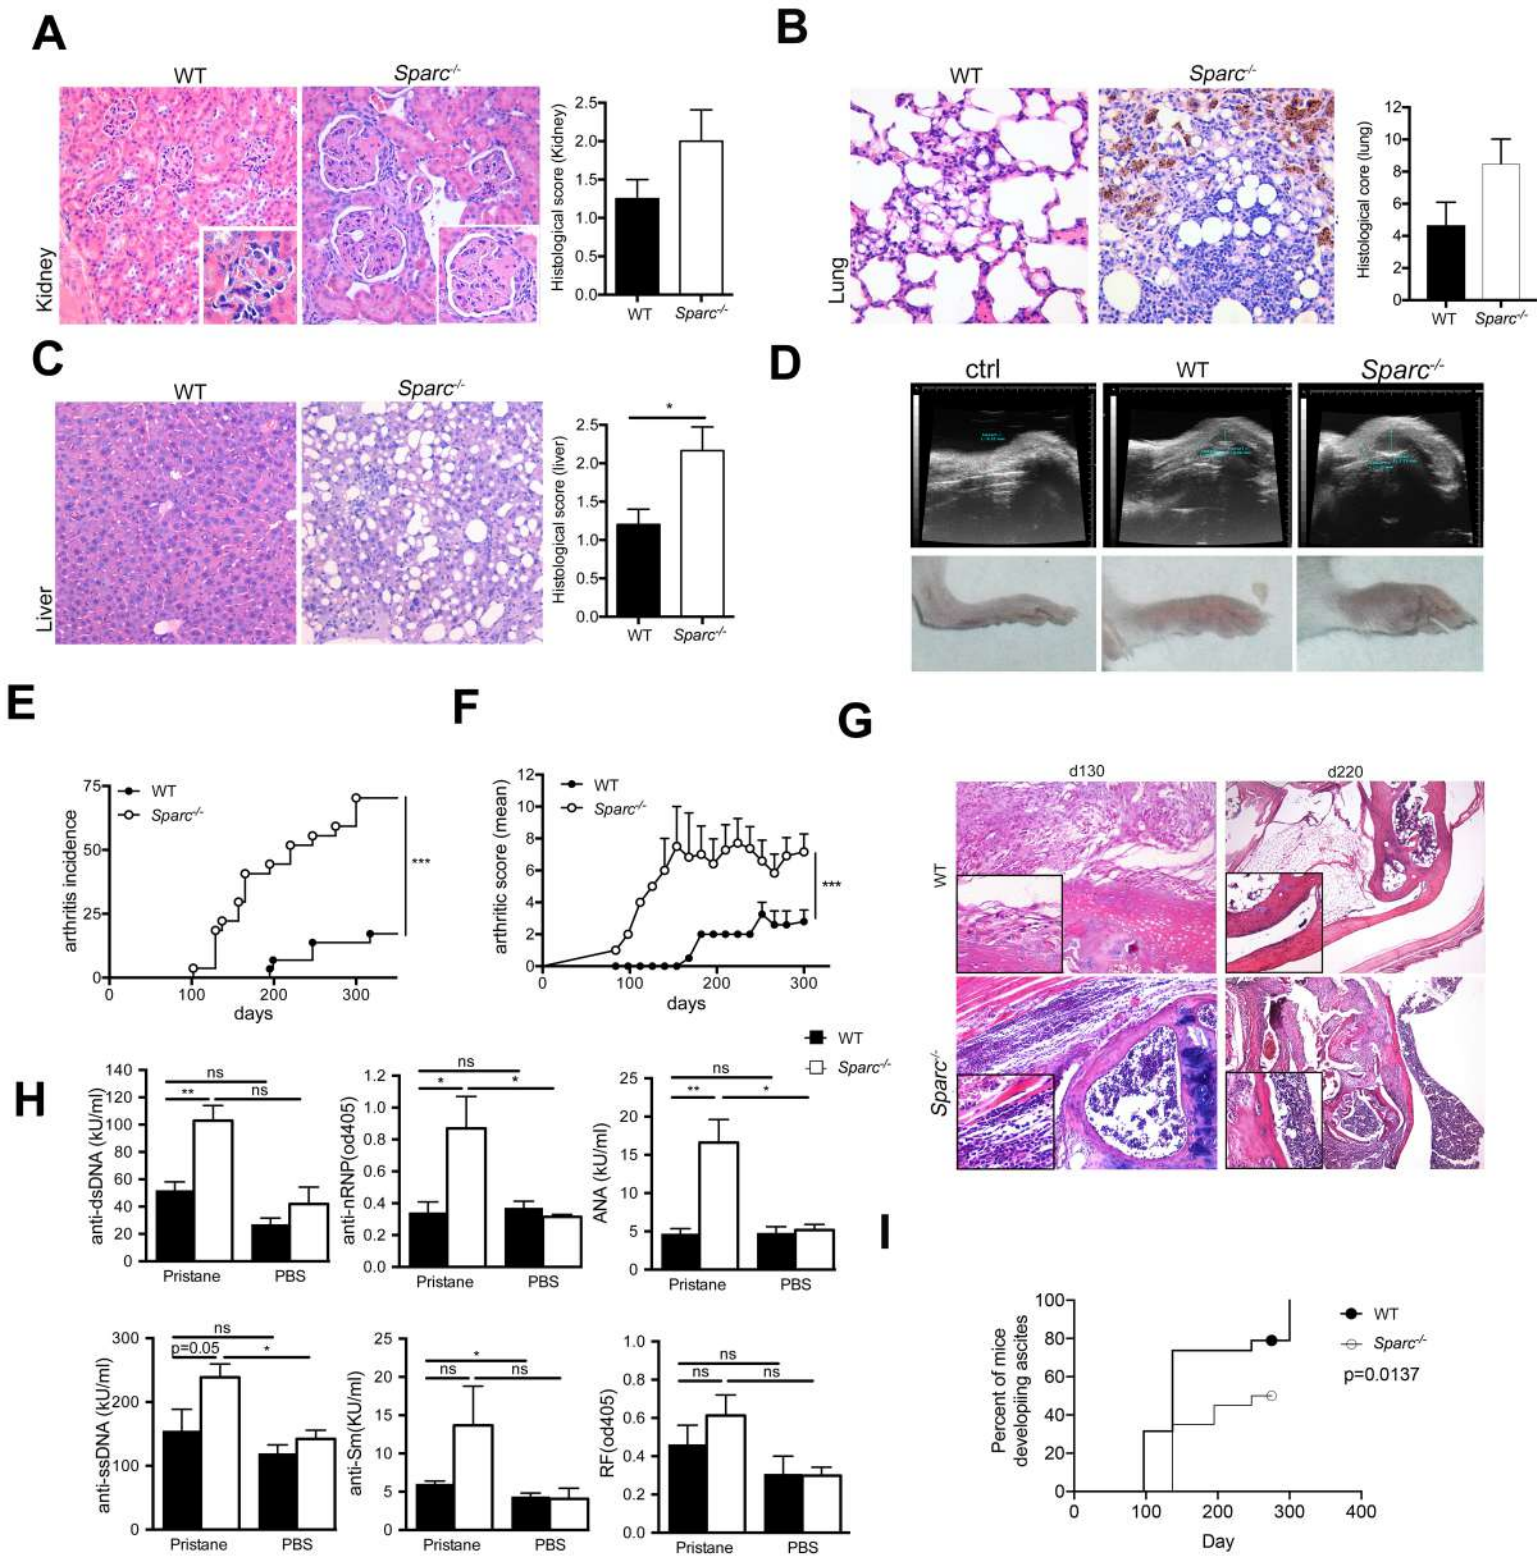 A
WT
Sparc-/-
Kidney
Histological score (Kidney)
2.5
2.0
1.5
1.0
0.5
0.0
WT
Sparc-/-
B
WT
Sparc-/-
Lung
Histological core (lung)
12
10
8
6
4
2
0
WT
Sparc-/-
C
WT
Sparc-/-
Liver
Histological score (liver)
2.5
2.0
1.5
1.0
0.5
0.0
*
WT
Sparc-/-
D
ctrl
WT
Sparc-/-
E
arthritis incidence
75
50
25
0
WT
Sparc-/-
***
0
100
200
300
days
F
arthritic score (mean)
12
10
8
6
4
2
0
WT
Sparc-/-
***
0
100
200
300
days
G
d130
d220
WT
Sparc-/-
WT
Sparc-/-
H
anti-dsDNA (kU/ml)
140
120
100
80
60
40
20
0
ns
** ns
Pristane
PBS
anti-nRNP(od405)
1.2
1.0
0.8
0.6
0.4
0.2
0.0
ns
* *
Pristane
PBS
ANA (kU/ml)
25
20
15
10
5
0
ns
** *
Pristane
PBS
anti-ssDNA (kU/ml)
300
200
100
0
ns
p=0.05 *
Pristane
PBS
anti-Sm(KU/ml)
25
20
15
10
5
0
*
ns ns
Pristane
PBS
RF(od405)
1.0
0.8
0.6
0.4
0.2
0.0
ns
ns ns
Pristane
PBS
I
Percent of mice
developiing ascites
100
80
60
40
20
0
WT
Sparc-/-
p=0.0137
0
100
200
300
400
Day